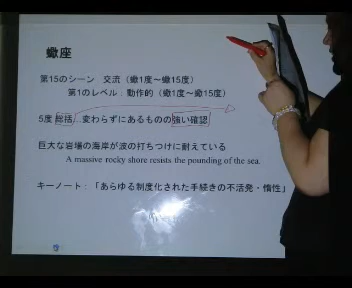 蠍座
第15のシーン　交流（蠍1度～蠍15度）
第1のレベル：動作的（蠍1度～蠍15度）
5度 総括：変わらずにあるものの強い確認
巨大な岩場の海岸が波の打ちつけに耐えている
A massive rocky shore resists the pounding of the sea.
キーノート：「あらゆる制度化された手続きの不活発・惰性」